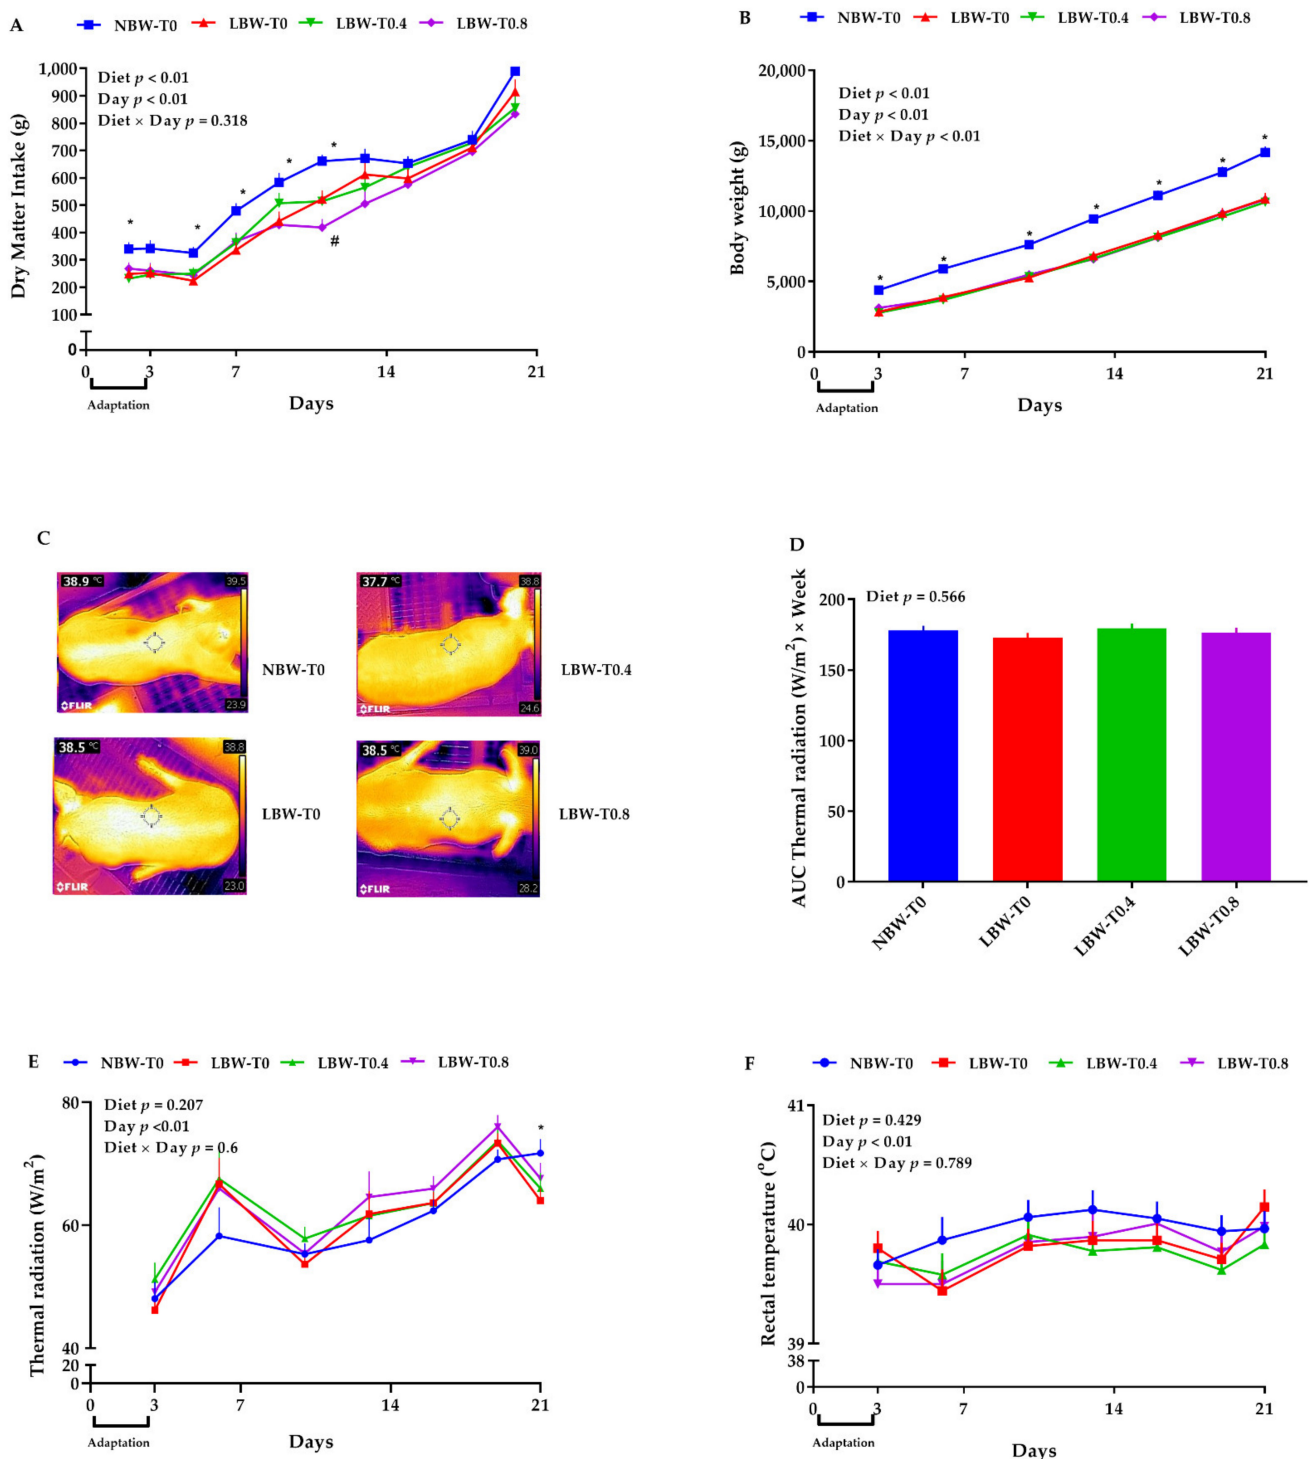 A
NBW-T0 LBW-T0 LBW-T0.4 LBW-T0.8
Diet p < 0.01
Day p < 0.01
Diet × Day p = 0.318
Dry Matter Intake (g)
1,000
900
800
700
600
500
400
300
200
100
0
* * * * *
#
0 3 7 14 21
Adaptation
Days
B
NBW-T0 LBW-T0 LBW-T0.4 LBW-T0.8
Diet p < 0.01
Day p < 0.01
Diet × Day p < 0.01
Body weight (g)
20,000
15,000
10,000
5,000
0
* * * * * * *
0 3 7 14 21
Adaptation
Days
C
38.9 °C 39.5
23.9
FLIR
NBW-T0
37.7 °C 38.8
24.6
FLIR
LBW-T0.4
38.5 °C 38.8
23.0
FLIR
LBW-T0
38.5 °C 39.0
28.2
FLIR
LBW-T0.8
D
Diet p = 0.566
AUC Thermal radiation (W/m²) × Week
200
150
100
50
0
NBW-T0
LBW-T0
LBW-T0.4
LBW-T0.8
E
NBW-T0 LBW-T0 LBW-T0.4 LBW-T0.8
Diet p = 0.207
Day p <0.01
Diet × Day p = 0.6
Thermal radiation (W/m²)
80
60
40
20
0
*
0 3 7 14 21
Adaptation
Days
F
NBW-T0 LBW-T0 LBW-T0.4 LBW-T0.8
Diet p = 0.429
Day p < 0.01
Diet × Day p = 0.789
Rectal temperature (°C)
41
40
39
38
0
0 3 7 14 21
Adaptation
Days